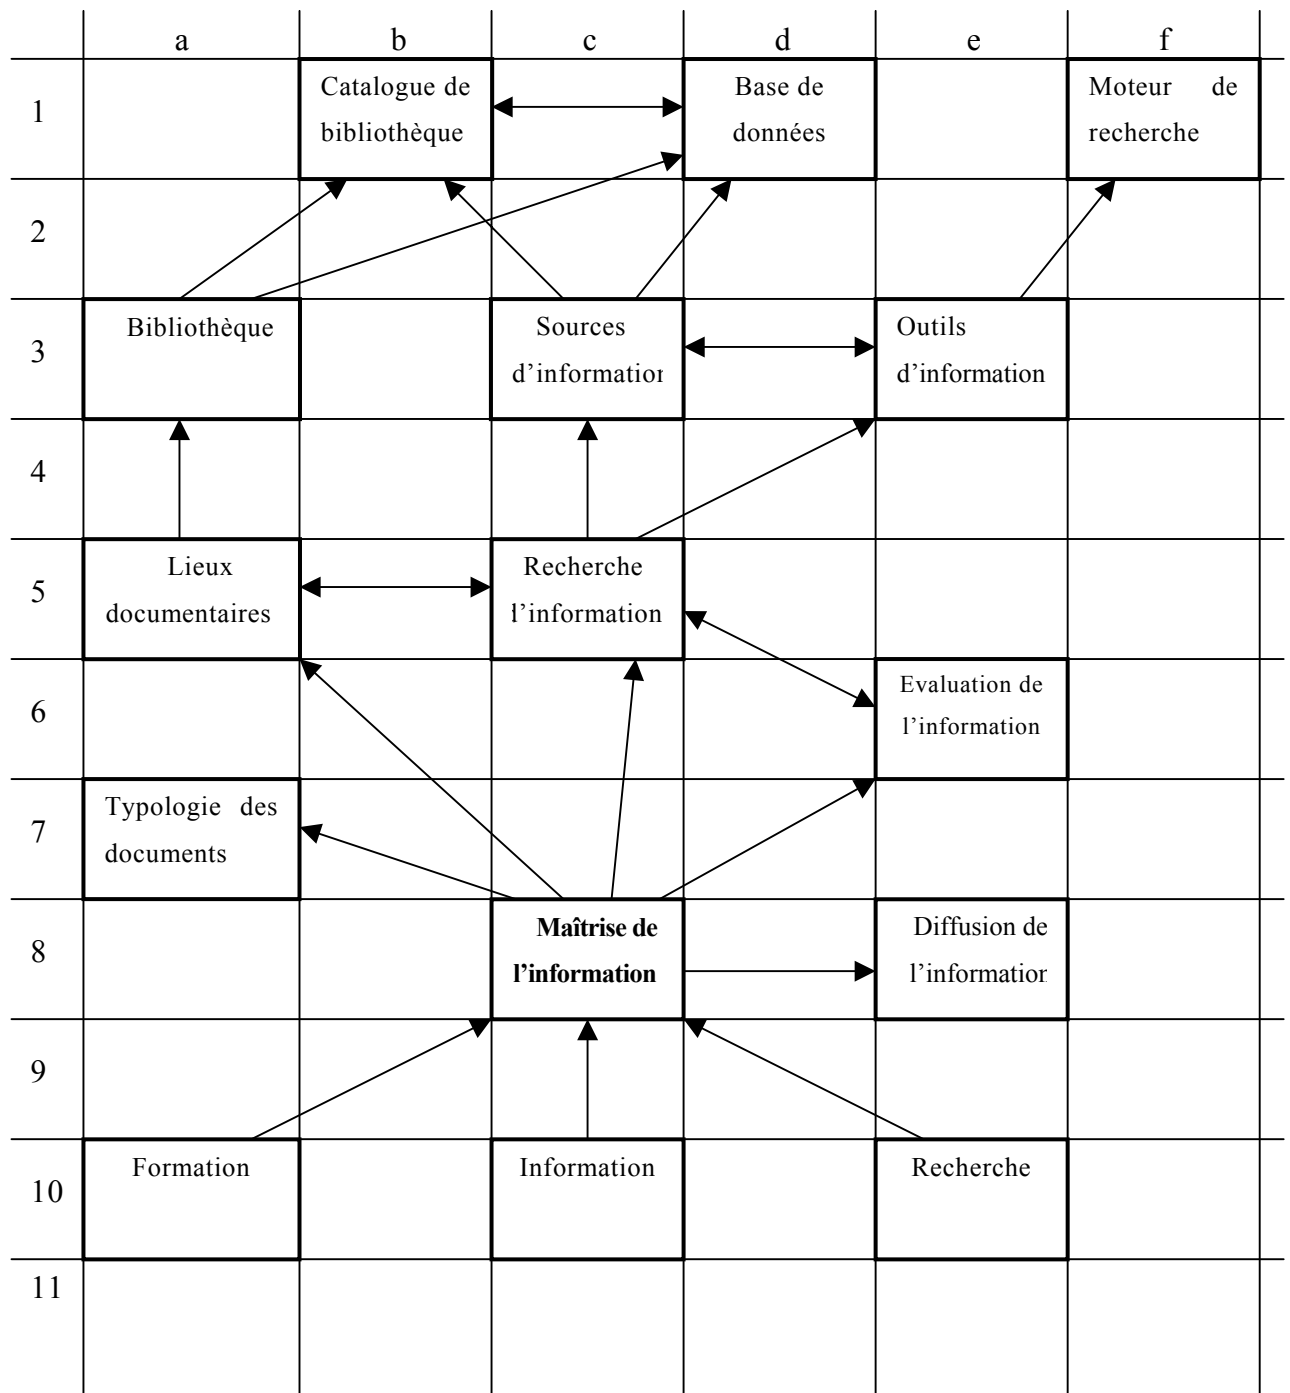 a b c d e f
1
Catalogue de
bibliothèque
Base de
données
Moteur de
recherche
2
3
Bibliothèque
Sources
d’information
Outils
d’information
4
5
Lieux
documentaires
Recherche
l’information
6
Evaluation de
l’information
7
Typologie des
documents
8
Maîtrise de
l’information
Diffusion de
l’information
9
10
Formation
Information
Recherche
11